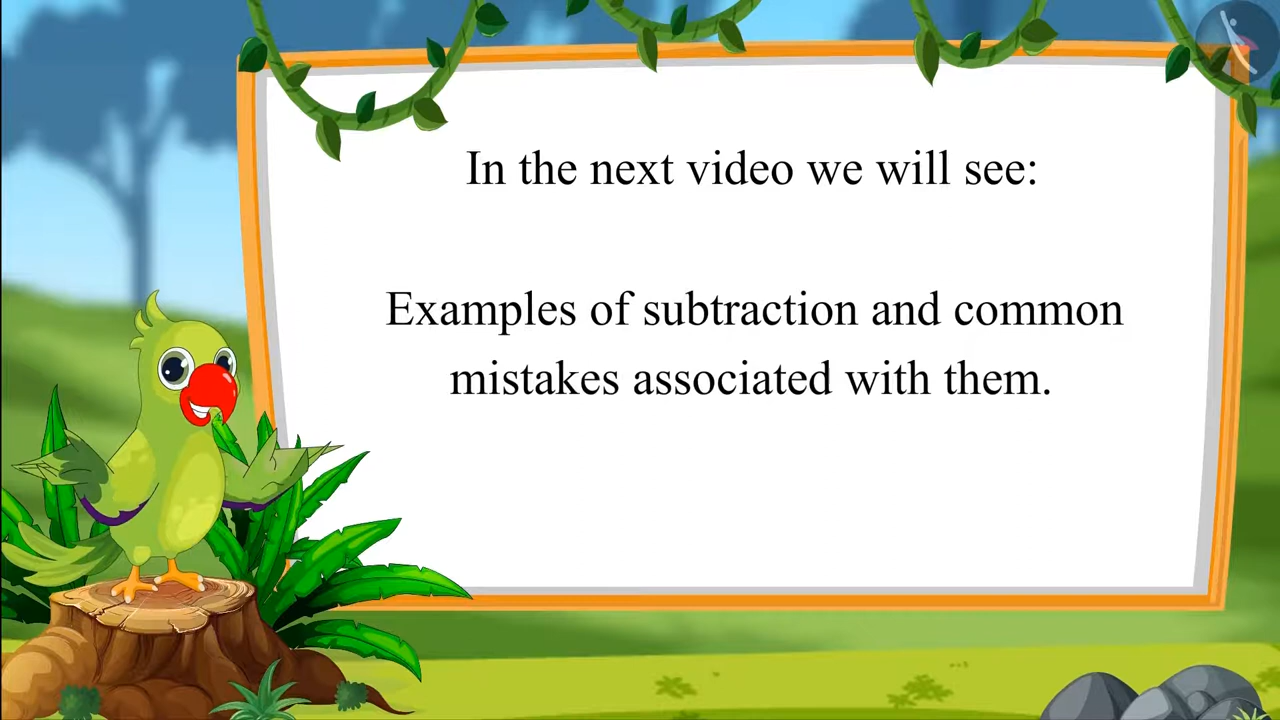 In the next video we will see:
Examples of subtraction and common
mistakes associated with them.